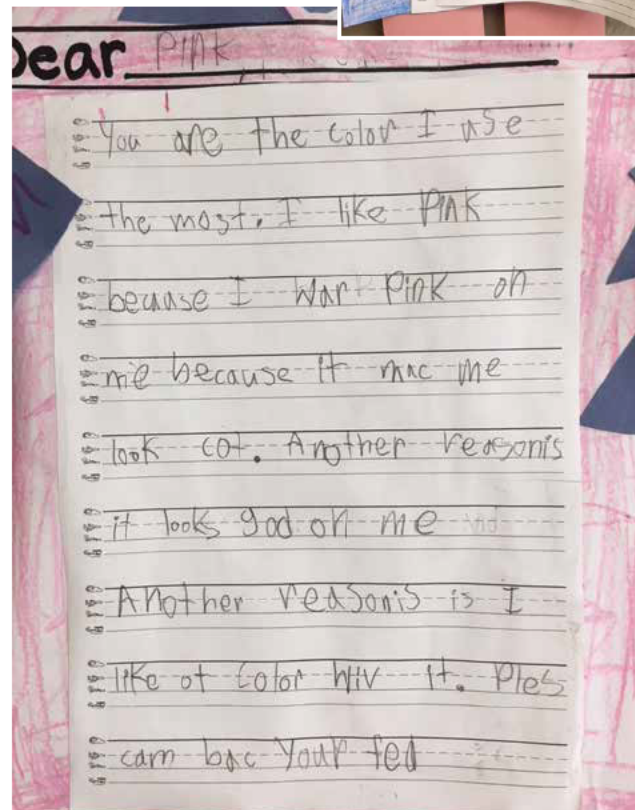 Dear Pink
You are the color I use
the most. I like Pink
beuase I War Pink on
me because it mac me
look cot. Another reasonis
it looks god on me
Another reasonis is I
like ot color wiv it. Ples
cam bac your fed